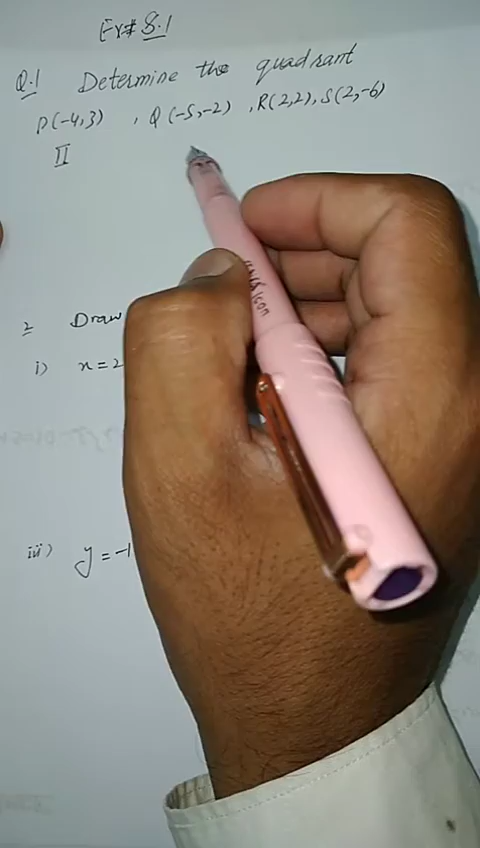 Ex# 8.1
Q.1 Determine the quadrant
P(-4,3) , Q(-5,-2) , R(2,2), S(2,-6)
II
2 Draw
i) x=2
iii) y=-1